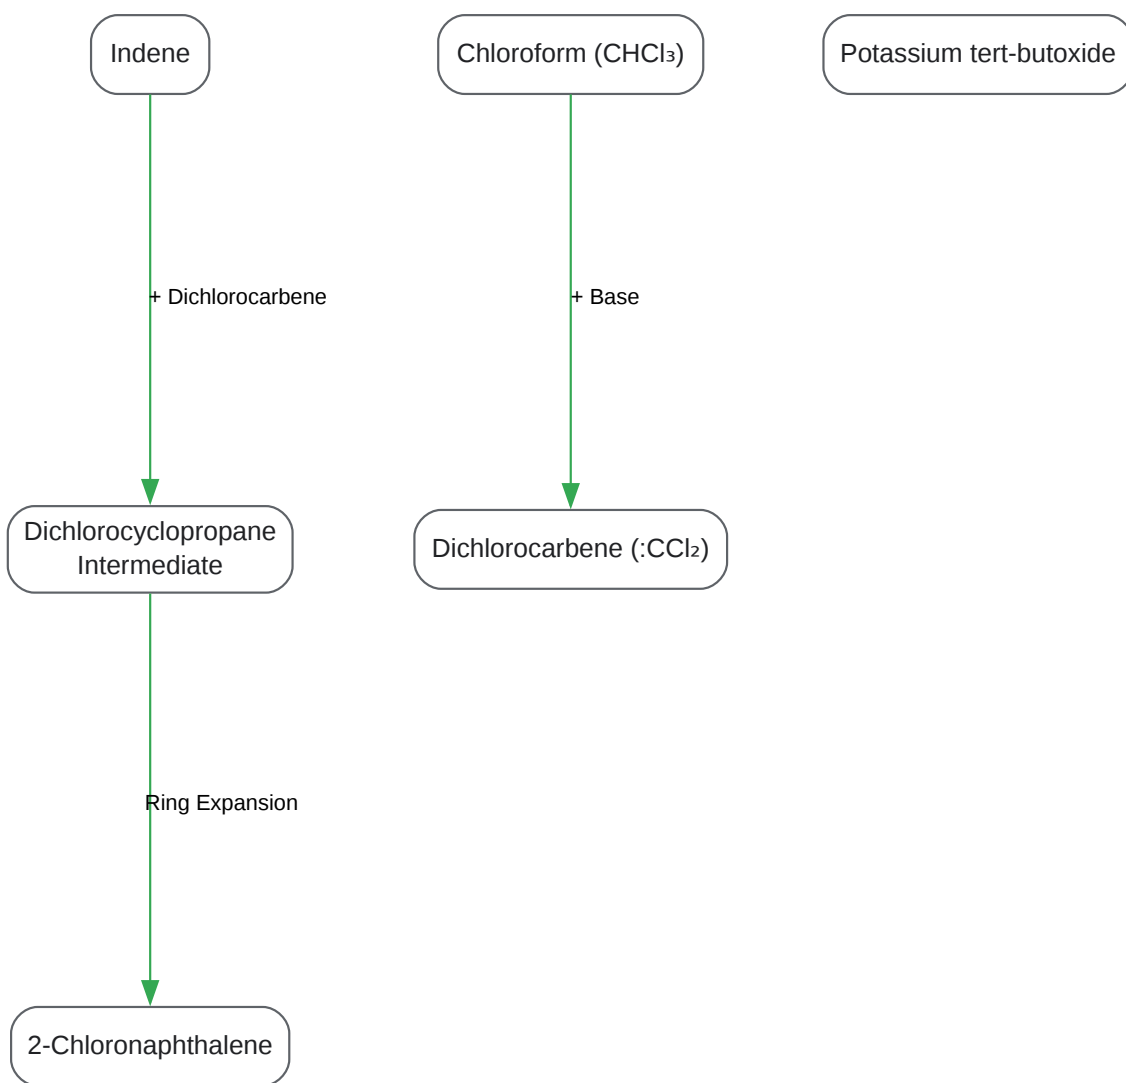 Indene
Chloroform (CHCl₃)
Potassium tert-butoxide
+ Dichlorocarbene
+ Base
Dichlorocyclopropane
Intermediate
Dichlorocarbene (:CCl₂)
Ring Expansion
2-Chloronaphthalene